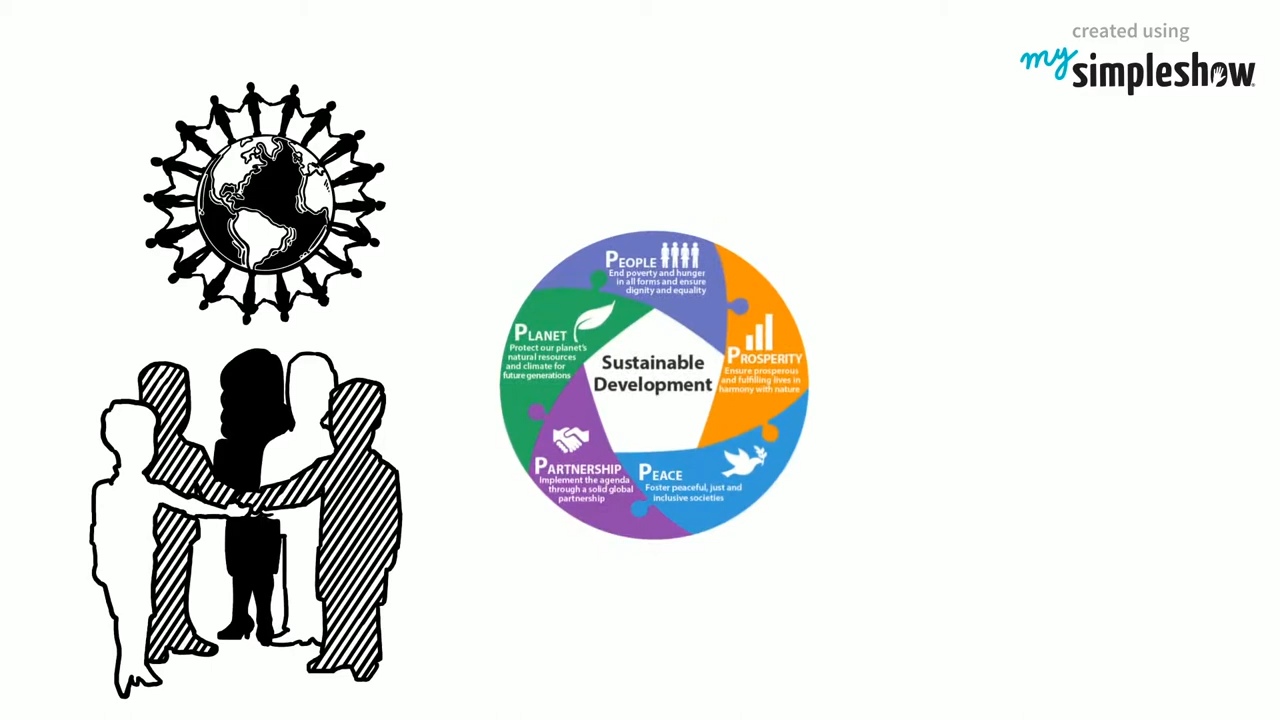 created using
my simpleshow
PEOPLE
End poverty and hunger
in all forms and ensure
dignity and equality
PLANET
Protect our planet's
natural resources
and climate for
future generations
PROSPERITY
Ensure prosperous
and fulfilling lives in
harmony with nature
Sustainable
Development
PARTNERSHIP
Implement the agenda
through a solid global
partnership
PEACE
Foster peaceful, just and
inclusive societies